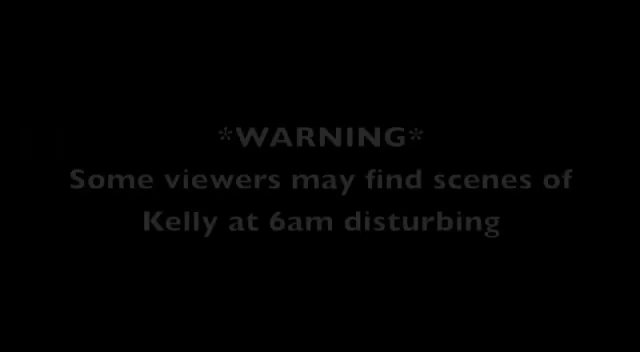 *WARNING*
Some viewers may find scenes of
Kelly at 6am disturbing